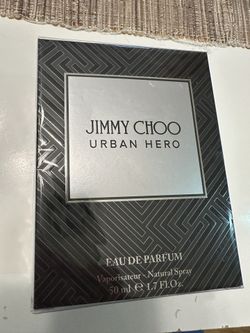 JIMMY CHOO
URBAN HERO
EAU DE PARFUM
Vaporisateur - Natural Spray
50 ml ℮ 1.7 Fl.Oz.